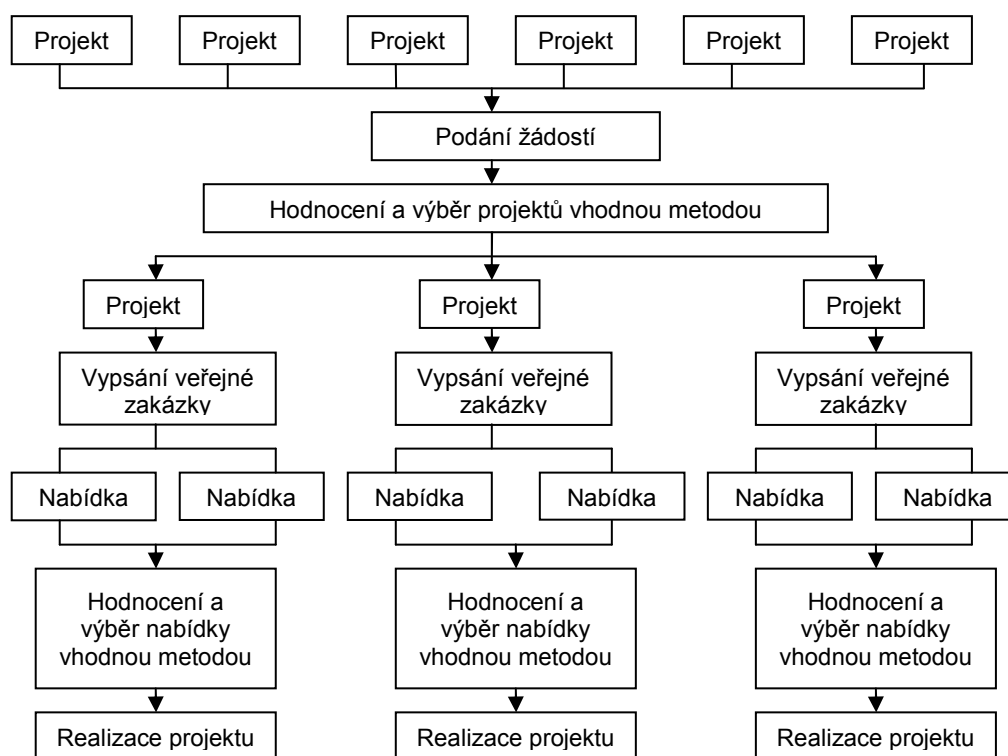 Projekt
Projekt
Projekt
Projekt
Projekt
Projekt
Podání žádostí
Hodnocení a výběr projektů vhodnou metodou
Projekt
Projekt
Projekt
Vypsání veřejné
zakázky
Vypsání veřejné
zakázky
Vypsání veřejné
zakázky
Nabídka
Nabídka
Nabídka
Nabídka
Nabídka
Nabídka
Hodnocení a
výběr nabídky
vhodnou metodou
Hodnocení a
výběr nabídky
vhodnou metodou
Hodnocení a
výběr nabídky
vhodnou metodou
Realizace projektu
Realizace projektu
Realizace projektu